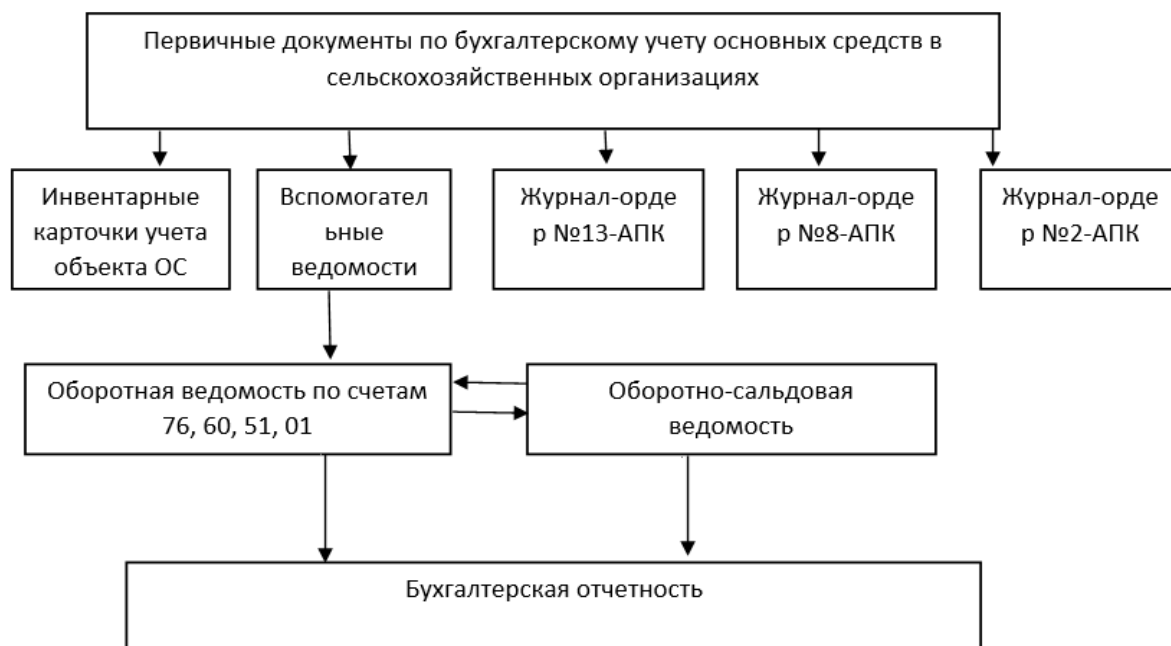 Первичные документы по бухгалтерскому учету основных средств в
сельскохозяйственных организациях
Инвентарные
карточки учета
объекта ОС
Вспомогател
ьные
ведомости
Журнал-орде
р №13-АПК
Журнал-орде
р №8-АПК
Журнал-орде
р №2-АПК
Оборотная ведомость по счетам
76, 60, 51, 01
Оборотно-сальдовая
ведомость
Бухгалтерская отчетность